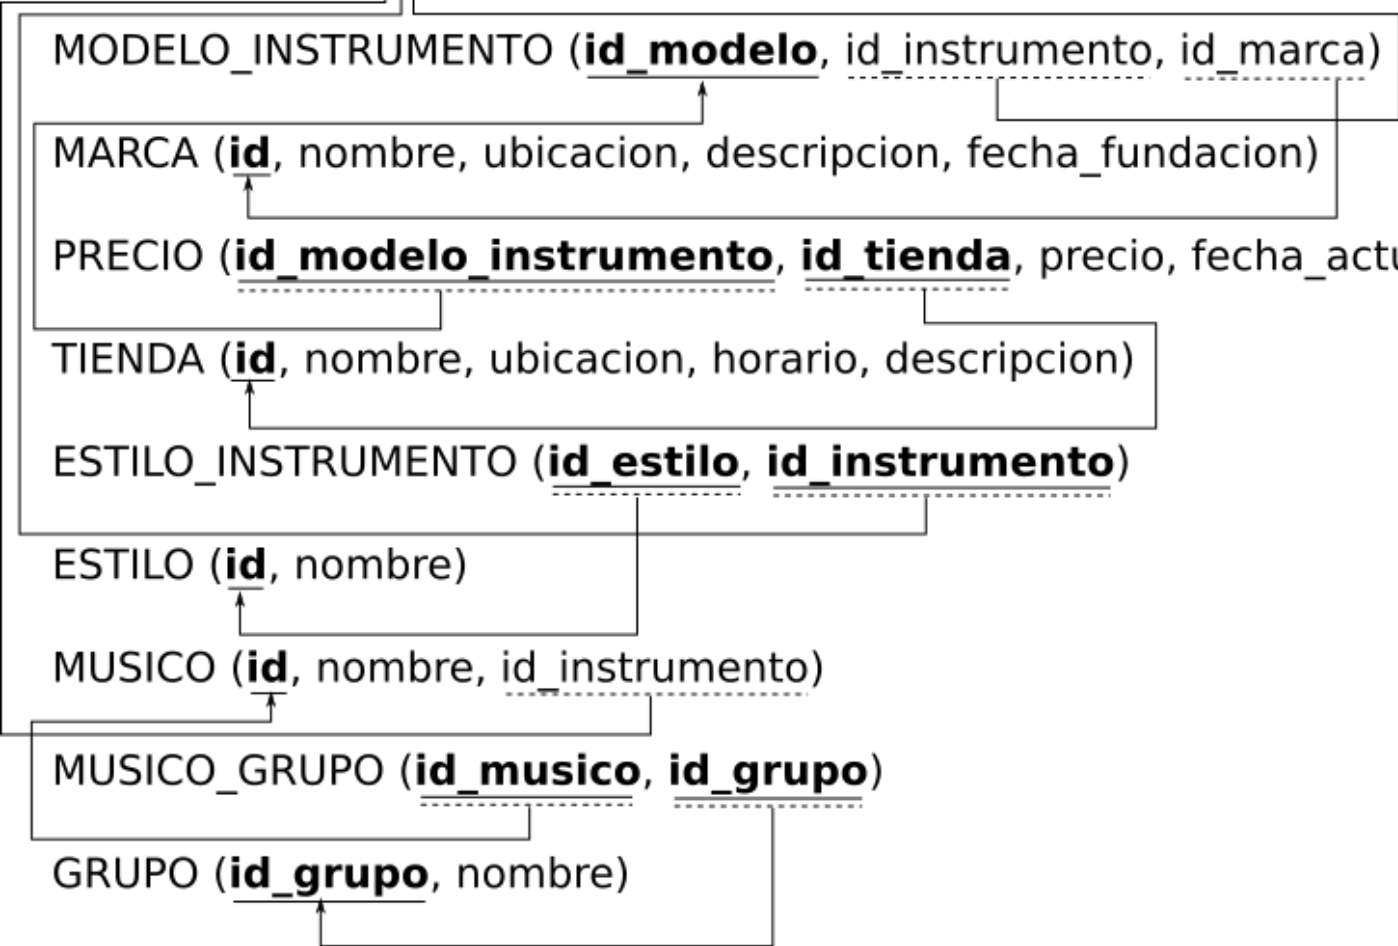 MODELO_INSTRUMENTO (id_modelo, id_instrumento, id_marca)
MARCA (id, nombre, ubicacion, descripcion, fecha_fundacion)
PRECIO (id_modelo_instrumento, id_tienda, precio, fecha_actu
TIENDA (id, nombre, ubicacion, horario, descripcion)
ESTILO_INSTRUMENTO (id_estilo, id_instrumento)
ESTILO (id, nombre)
MUSICO (id, nombre, id_instrumento)
MUSICO_GRUPO (id_musico, id_grupo)
GRUPO (id_grupo, nombre)